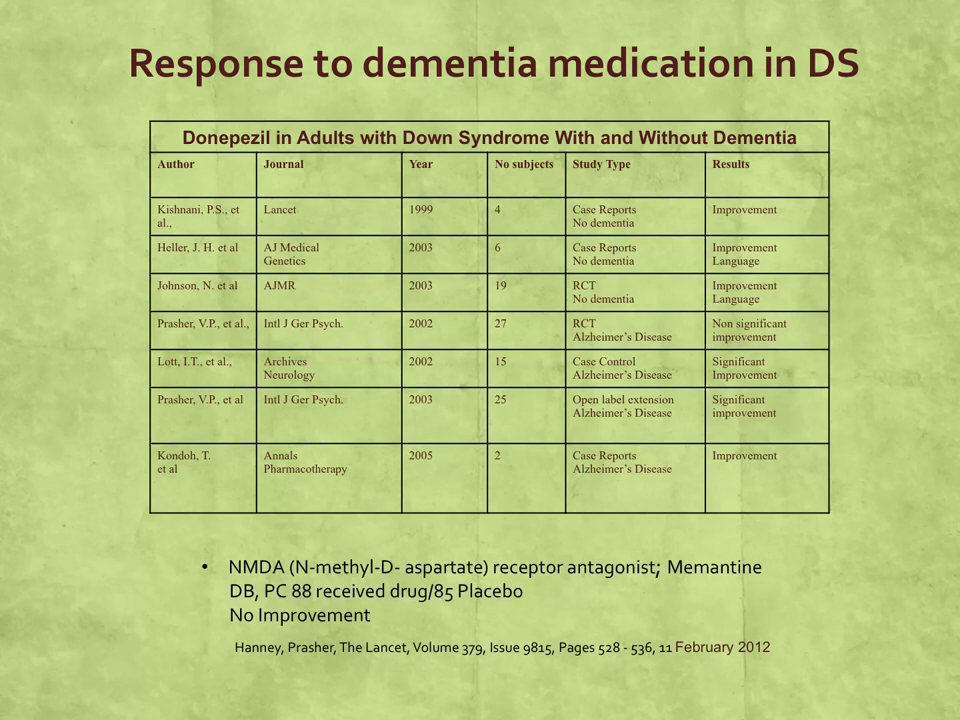 Response to dementia medication in DS
Donepezil in Adults with Down Syndrome With and Without Dementia
Author Journal Year No subjects Study Type Results
Kishnani, P.S., et Lancet 1999 4 Case Reports Improvement
al., No dementia
Heller, J. H. et al AJ Medical 2003 6 Case Reports Improvement
Genetics No dementia Language
Johnson, N. et al AJMR 2003 19 RCT Improvement
No dementia Language
Prasher, V.P., et al., Intl J Ger Psych. 2002 27 RCT Non significant
Alzheimer's Disease improvement
Lott, I.T., et al., Archives 2002 15 Case Control Significant
Neurology Alzheimer's Disease Improvement
Prasher, V.P., et al Intl J Ger Psych. 2003 25 Open label extension Significant
Alzheimer's Disease improvement
Kondoh, T. Annals 2005 2 Case Reports Improvement
et al Pharmacotherapy Alzheimer's Disease
• NMDA (N-methyl-D- aspartate) receptor antagonist; Memantine
DB, PC 88 received drug/85 Placebo
No Improvement
Hanney, Prasher, The Lancet, Volume 379, Issue 9815, Pages 528 - 536, 11 February 2012